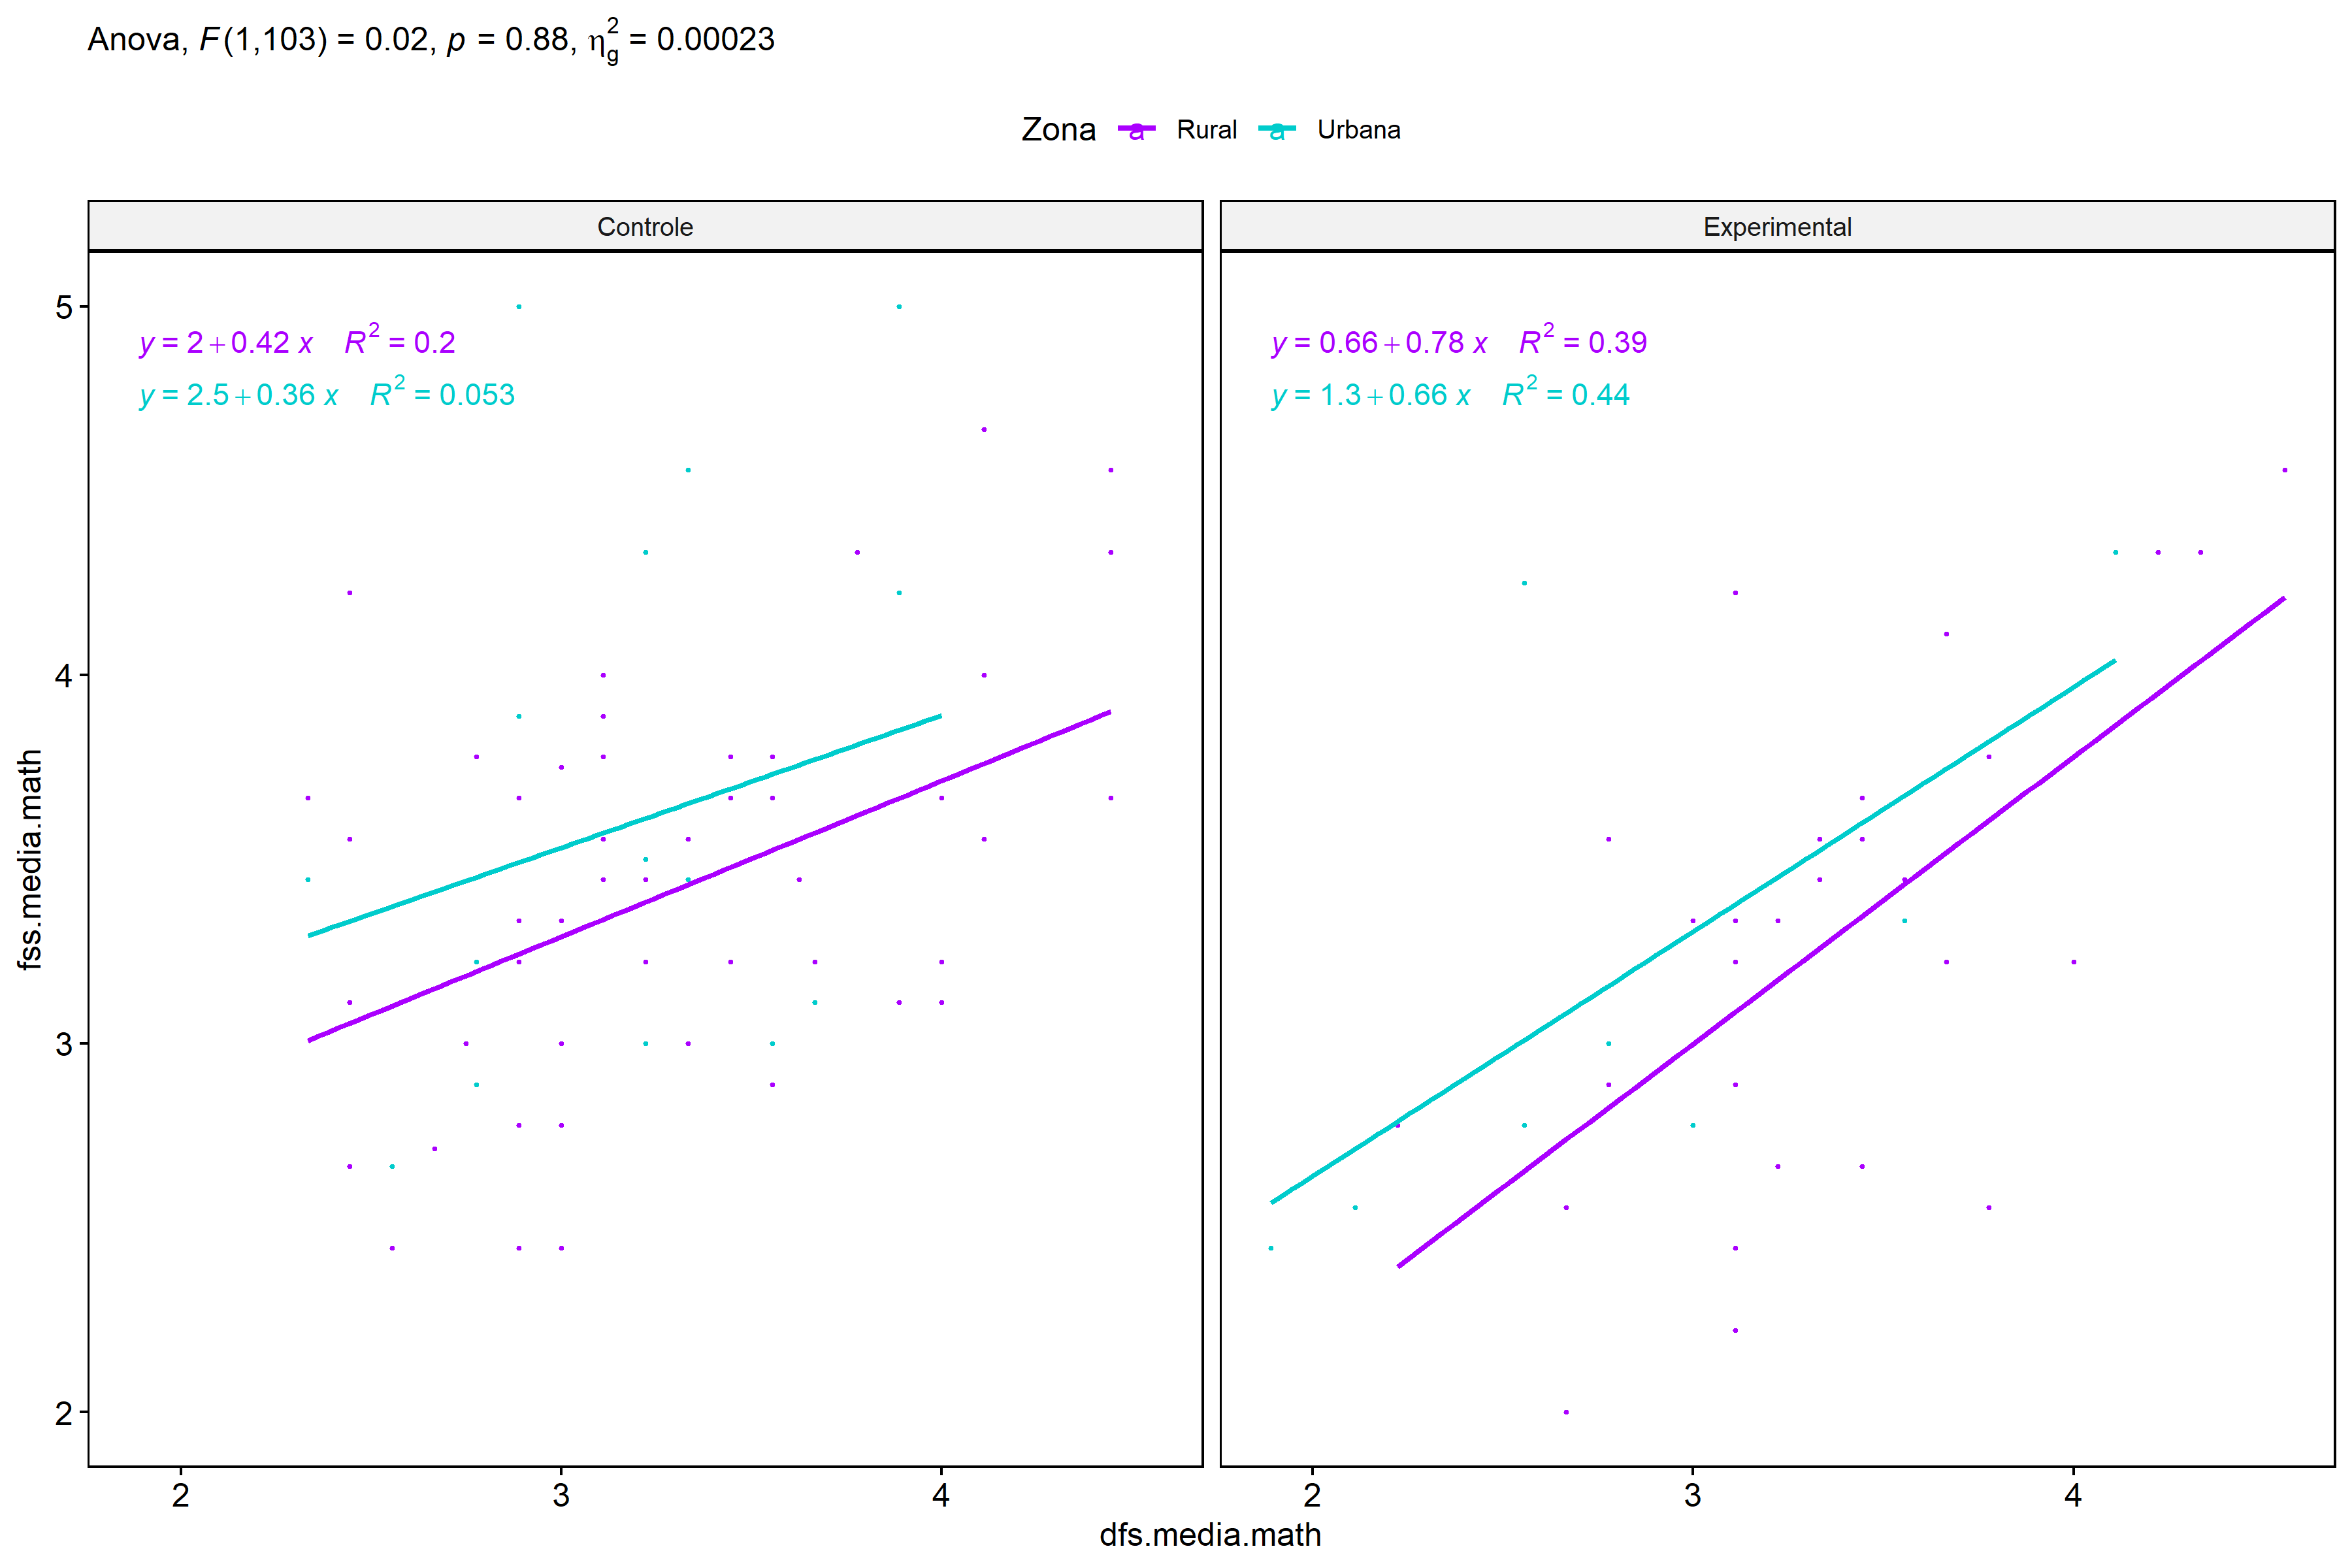 Anova, F(1,103) = 0.02, p = 0.88, η²g = 0.00023
Zona a Rural a Urbana
Controle
Experimental
y = 2 + 0.42 x R² = 0.2
y = 2.5 + 0.36 x R² = 0.053
y = 0.66 + 0.78 x R² = 0.39
y = 1.3 + 0.66 x R² = 0.44
fss.media.math
5
4
3
2
2 3 4
2 3 4
dfs.media.math